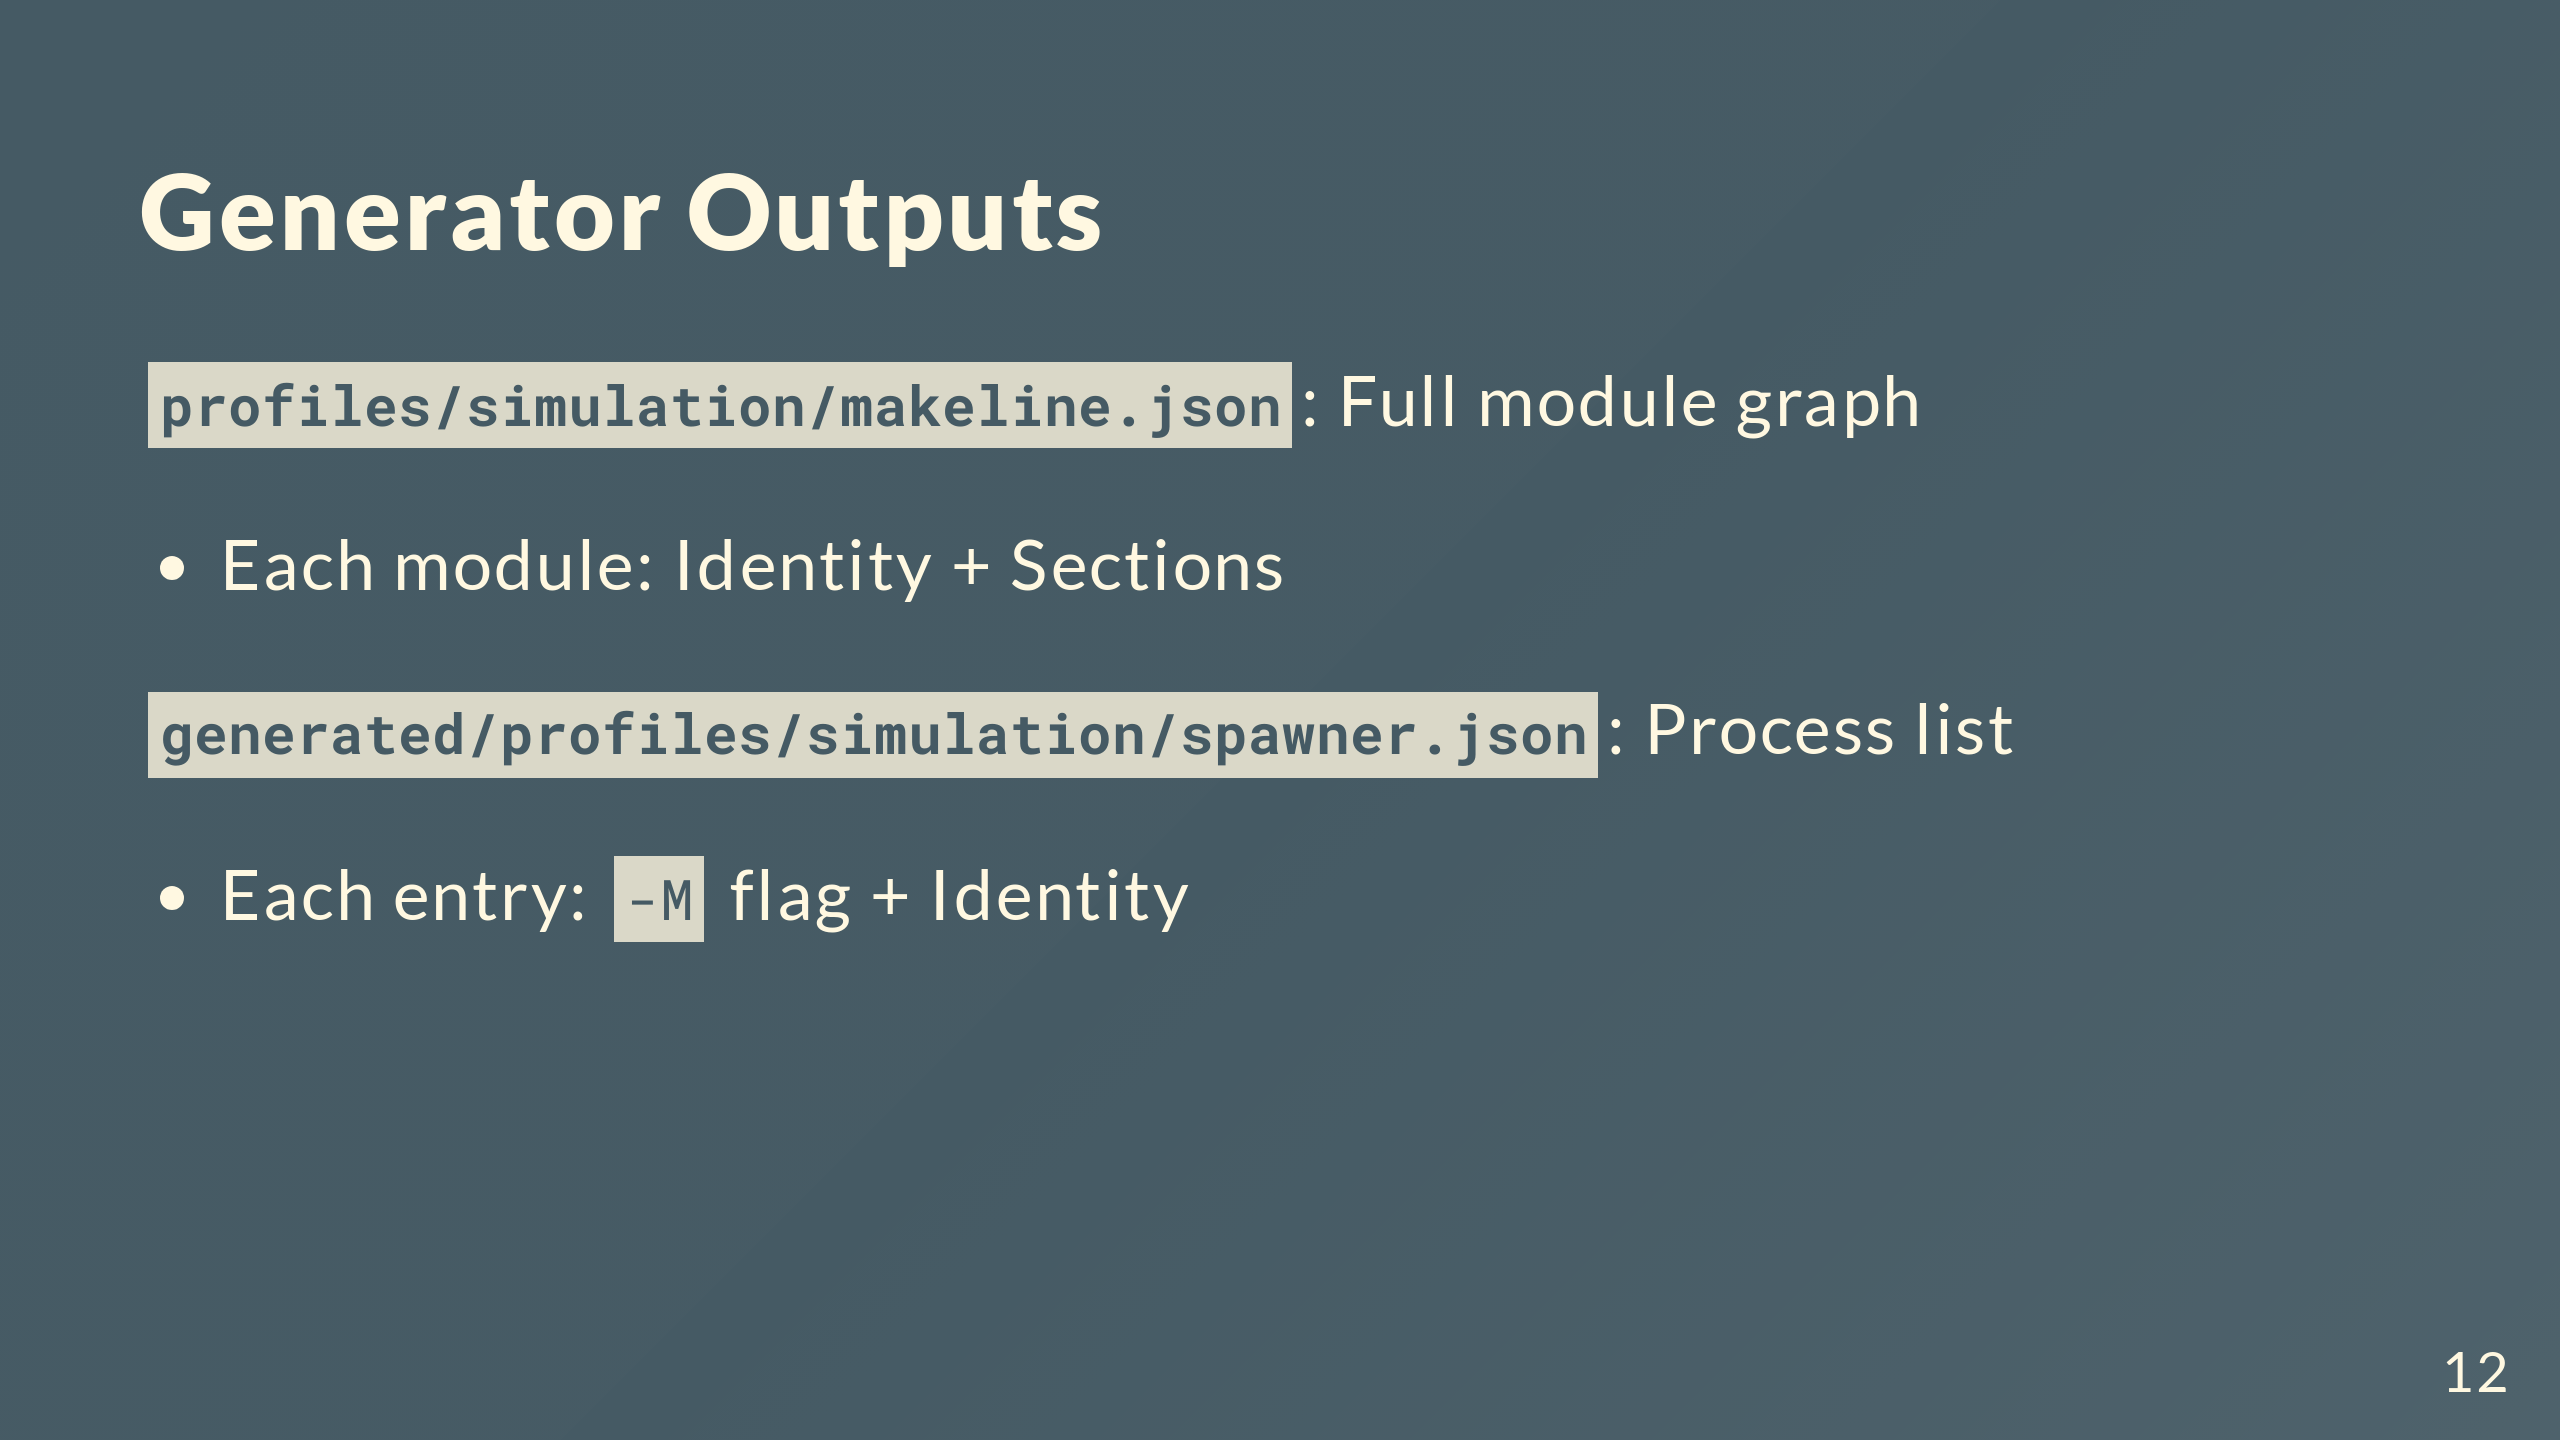 Generator Outputs
profiles/simulation/makeline.json: Full module graph
• Each module: Identity + Sections
generated/profiles/simulation/spawner.json: Process list
• Each entry: -M flag + Identity
12